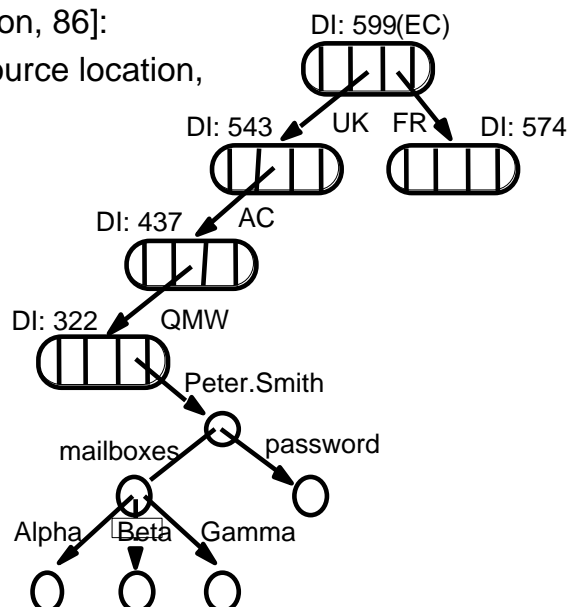 on, 86]:
DI: 599(EC)
ource location,
DI: 543
UK
FR
DI: 574
DI: 437
AC
DI: 322
QMW
Peter.Smith
mailboxes
password
Alpha
Beta
Gamma